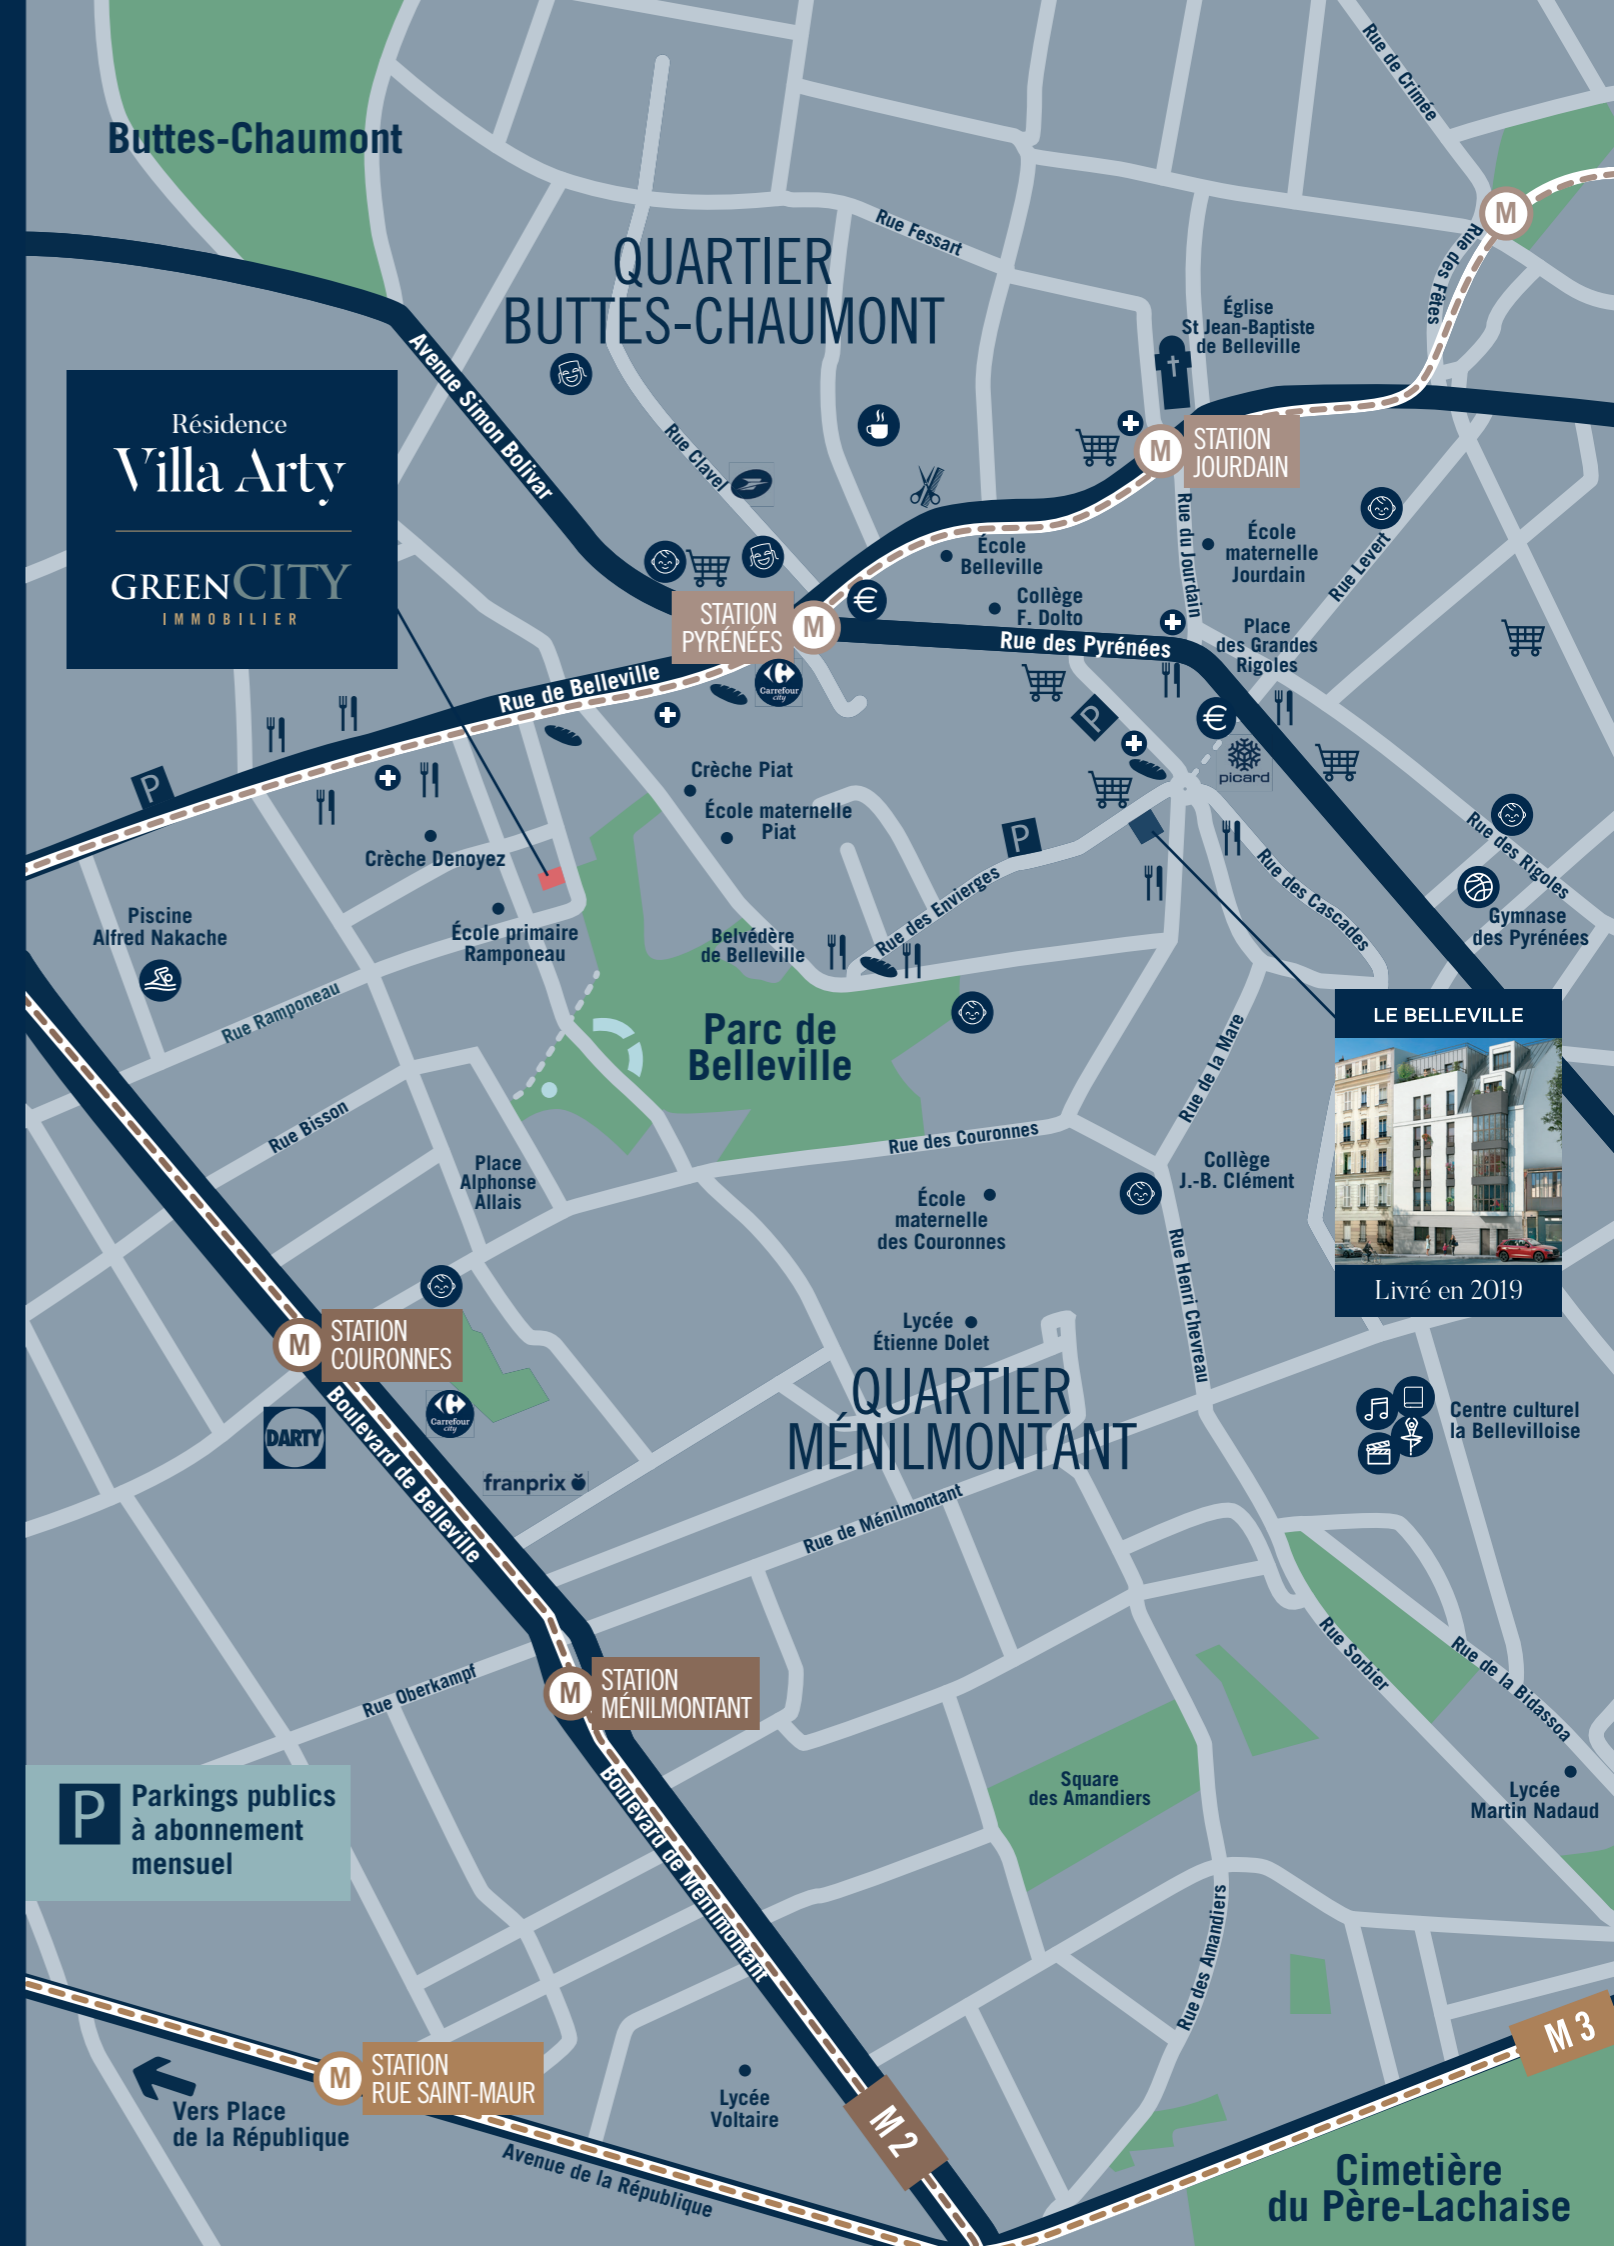 Rue de Crimée
Buttes-Chaumont
M
Rue Fessart
Rue des Fêtes
QUARTIER
BUTTES-CHAUMONT
Église
St Jean-Baptiste
de Belleville
Avenue Simon Bolivar
Résidence
Villa Arty
GREENCITY
IMMOBILIER
Rue Clavel
M
STATION
JOURDAIN
Rue du Jourdain
École
maternelle
Jourdain
Rue Levert
École
Belleville
Collège
F. Dolto
STATION
PYRÉNÉES
M
€
Rue des Pyrénées
Place
des Grandes
Rigoles
Rue de Belleville
Carrefour
city
P
€
picard
P
Crèche Piat
École maternelle
Piat
P
Crèche Denoyez
Rue des Rigoles
Rue des Envierges
Rue des Cascades
Piscine
Alfred Nakache
École primaire
Ramponeau
Belvédère
de Belleville
Gymnase
des Pyrénées
Rue Ramponeau
Parc de
Belleville
LE BELLEVILLE
Livré en 2019
Rue de la Mare
Rue Bisson
Rue des Couronnes
Place
Alphonse
Allais
Collège
J.-B. Clément
École
maternelle
des Couronnes
Rue Henri Chevreau
M
STATION
COURONNES
Lycée
Étienne Dolet
QUARTIER
MÉNILMONTANT
DARTY
Carrefour
city
Boulevard de Belleville
franprix
Centre culturel
la Bellevilloise
Rue de Ménilmontant
Rue Oberkampf
M
STATION
MÉNILMONTANT
Rue Sorbier
Rue de la Bidassoa
Boulevard de Ménilmontant
Square
des Amandiers
Lycée
Martin Nadaud
P
Parkings publics
à abonnement
mensuel
Rue des Amandiers
M 3
M
STATION
RUE SAINT-MAUR
Vers Place
de la République
Lycée
Voltaire
M 2
Avenue de la République
Cimetière
du Père-Lachaise